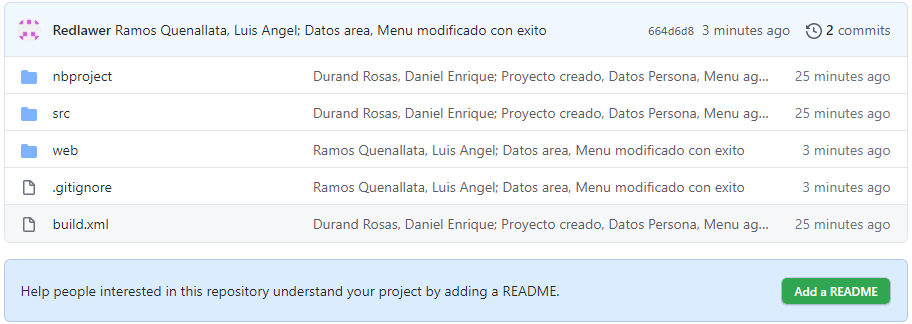 Redlawer Ramos Quenallata, Luis Angel; Datos area, Menu modificado con exito 664d6d8 3 minutes ago 2 commits
nbproject Durand Rosas, Daniel Enrique; Proyecto creado, Datos Persona, Menu ag... 25 minutes ago
src Durand Rosas, Daniel Enrique; Proyecto creado, Datos Persona, Menu ag... 25 minutes ago
web Ramos Quenallata, Luis Angel; Datos area, Menu modificado con exito 3 minutes ago
.gitignore Ramos Quenallata, Luis Angel; Datos area, Menu modificado con exito 3 minutes ago
build.xml Durand Rosas, Daniel Enrique; Proyecto creado, Datos Persona, Menu ag... 25 minutes ago
Help people interested in this repository understand your project by adding a README. Add a README